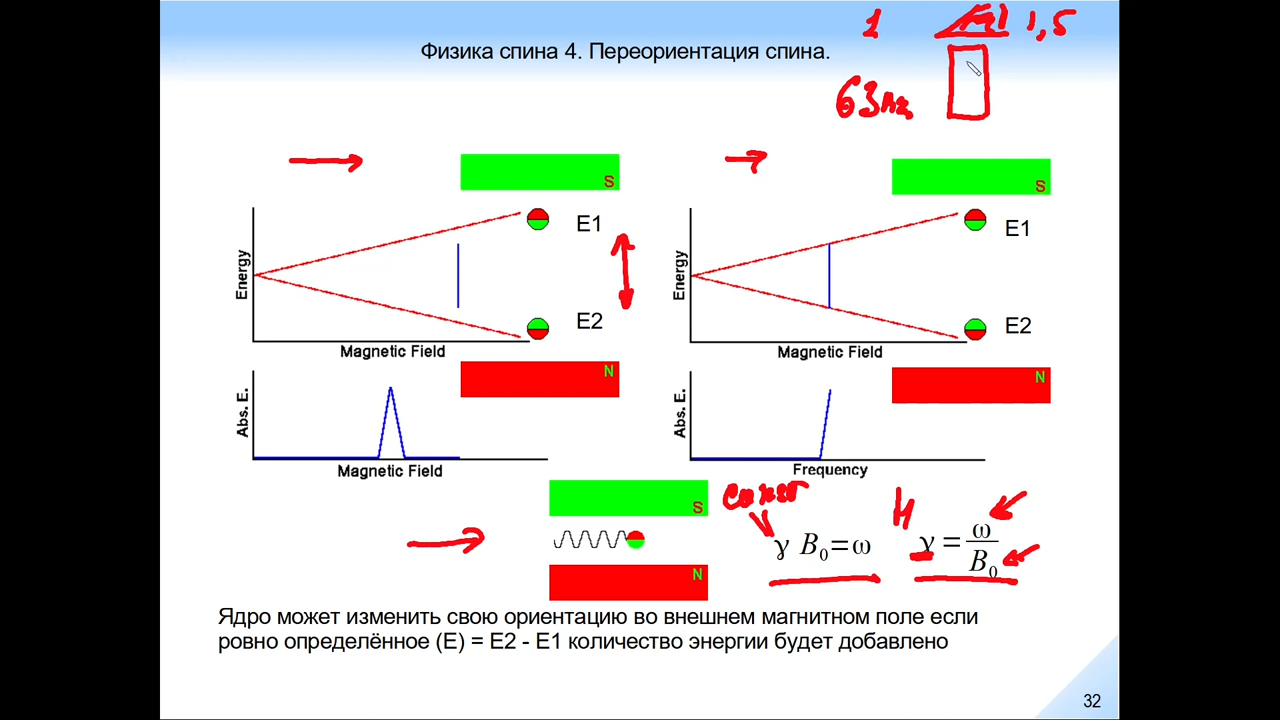 1
1,5
Физика спина 4. Переориентация спина.
63
S
S
E1
E1
Energy
Energy
E2
E2
Magnetic Field
Magnetic Field
N
N
Abs. E.
Abs. E.
Magnetic Field
Frequency
S
H
γ B₀ = ω
γ = ω / B₀
N
Ядро может изменить свою ориентацию во внешнем магнитном поле если
ровно определённое (E) = E2 - E1 количество энергии будет добавлено
32